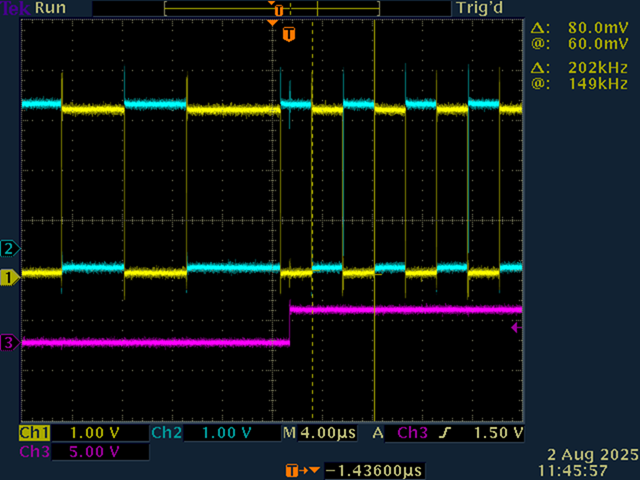 Tek Run Trig'd
T
T
Δ: 80.0mV
@: 60.0mV
Δ: 202kHz
@: 149kHz
2
1
3
Ch1 1.00 V Ch2 1.00 V M 4.00µs A Ch3 1.50 V
Ch3 5.00 V
T -1.43600µs
2 Aug 2025
11:45:57